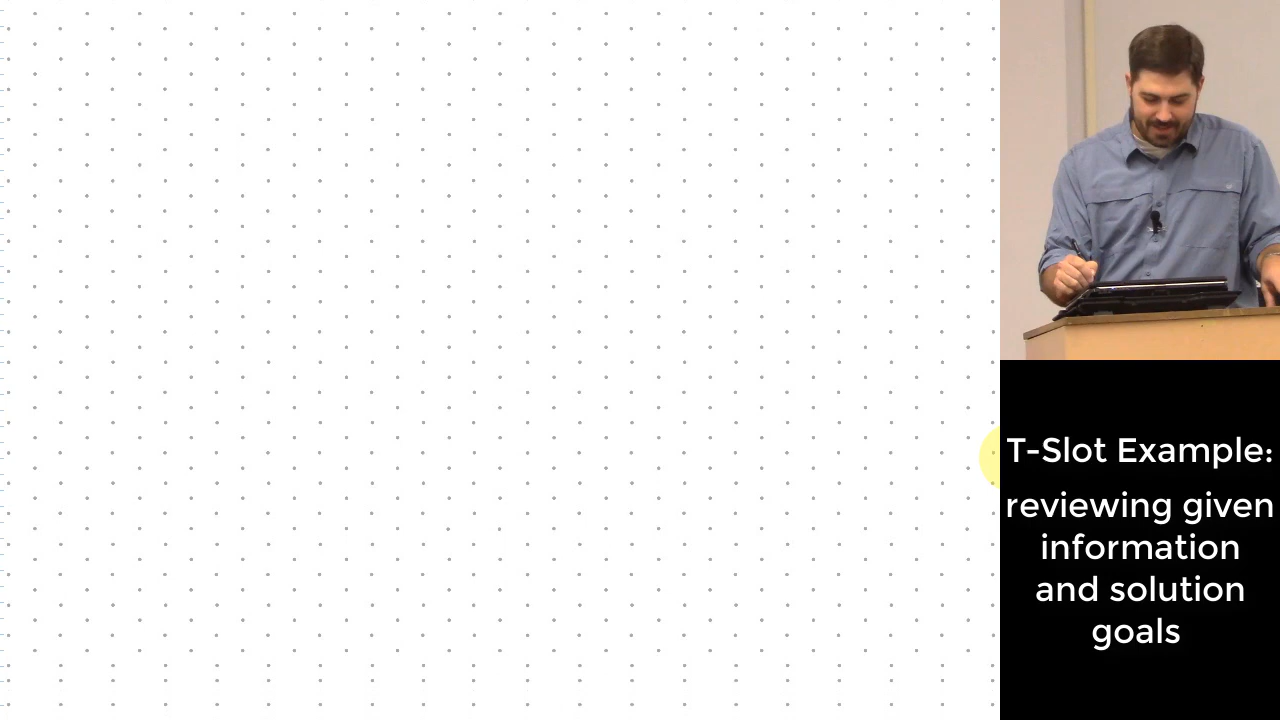 T-Slot Example:
reviewing given
information
and solution
goals